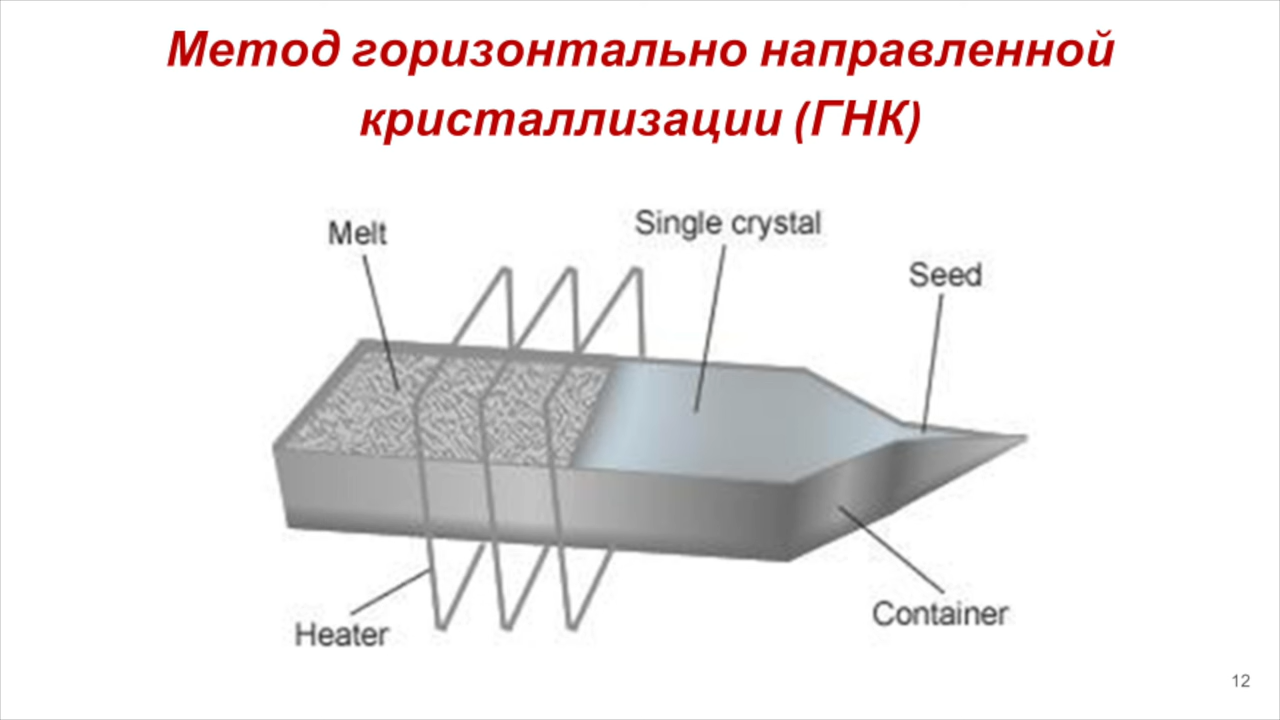 Метод горизонтально направленной
кристаллизации (ГНК)
Melt
Single crystal
Seed
Heater
Container
12